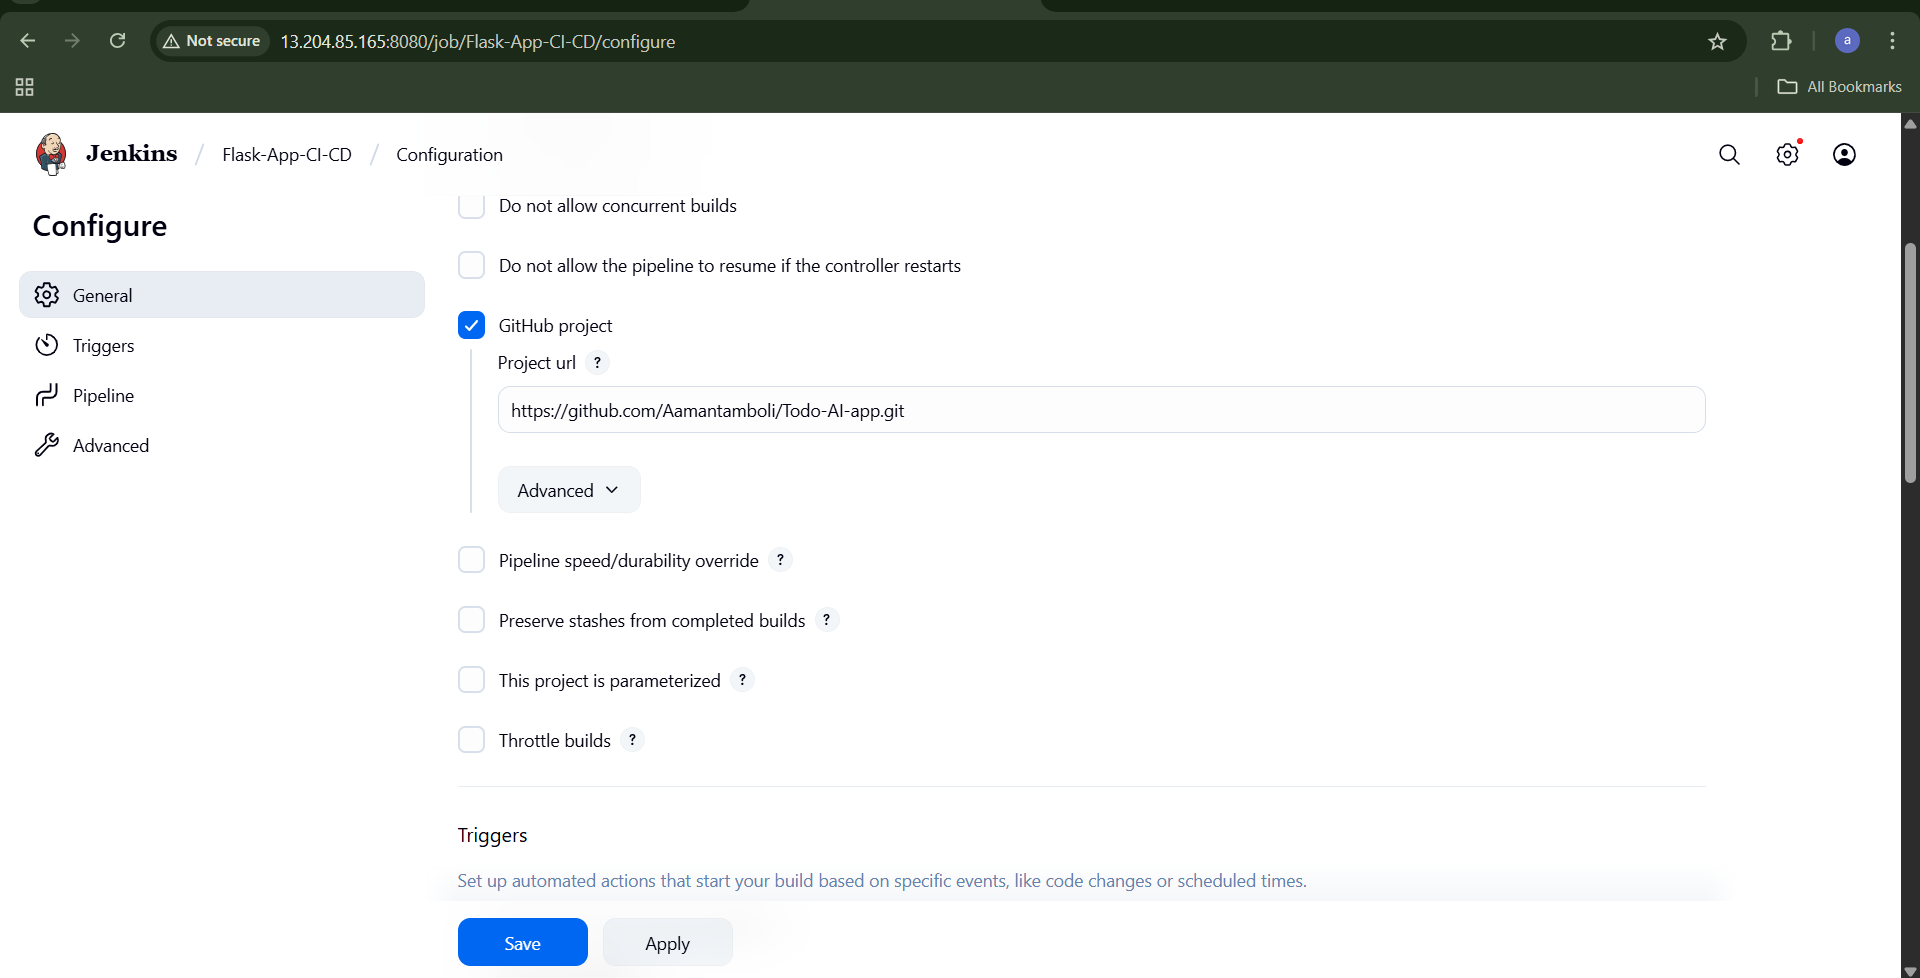 Not secure
13.204.85.165:8080/job/Flask-App-CI-CD/configure
a
All Bookmarks
Jenkins / Flask-App-CI-CD / Configuration
Configure
General
Triggers
Pipeline
Advanced
Do not allow concurrent builds
Do not allow the pipeline to resume if the controller restarts
GitHub project
Project url ?
https://github.com/Aamantamboli/Todo-AI-app.git
Advanced
Pipeline speed/durability override ?
Preserve stashes from completed builds ?
This project is parameterized ?
Throttle builds ?
Triggers
Set up automated actions that start your build based on specific events, like code changes or scheduled times.
Save
Apply